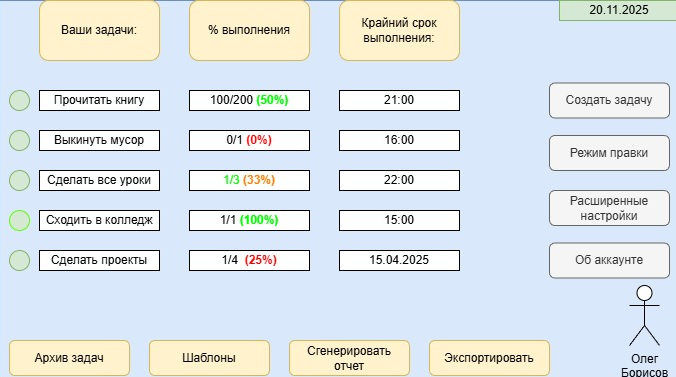 Ваши задачи:
% выполнения
Крайний срок
выполнения:
20.11.2025
Прочитать книгу
100/200 (50%)
21:00
Создать задачу
Выкинуть мусор
0/1 (0%)
16:00
Режим правки
Сделать все уроки
1/3 (33%)
22:00
Расширенные
настройки
Сходить в колледж
1/1 (100%)
15:00
Сделать проекты
1/4 (25%)
15.04.2025
Об аккаунте
Архив задач
Шаблоны
Сгенерировать
отчет
Экспортировать
Олег
Борисов